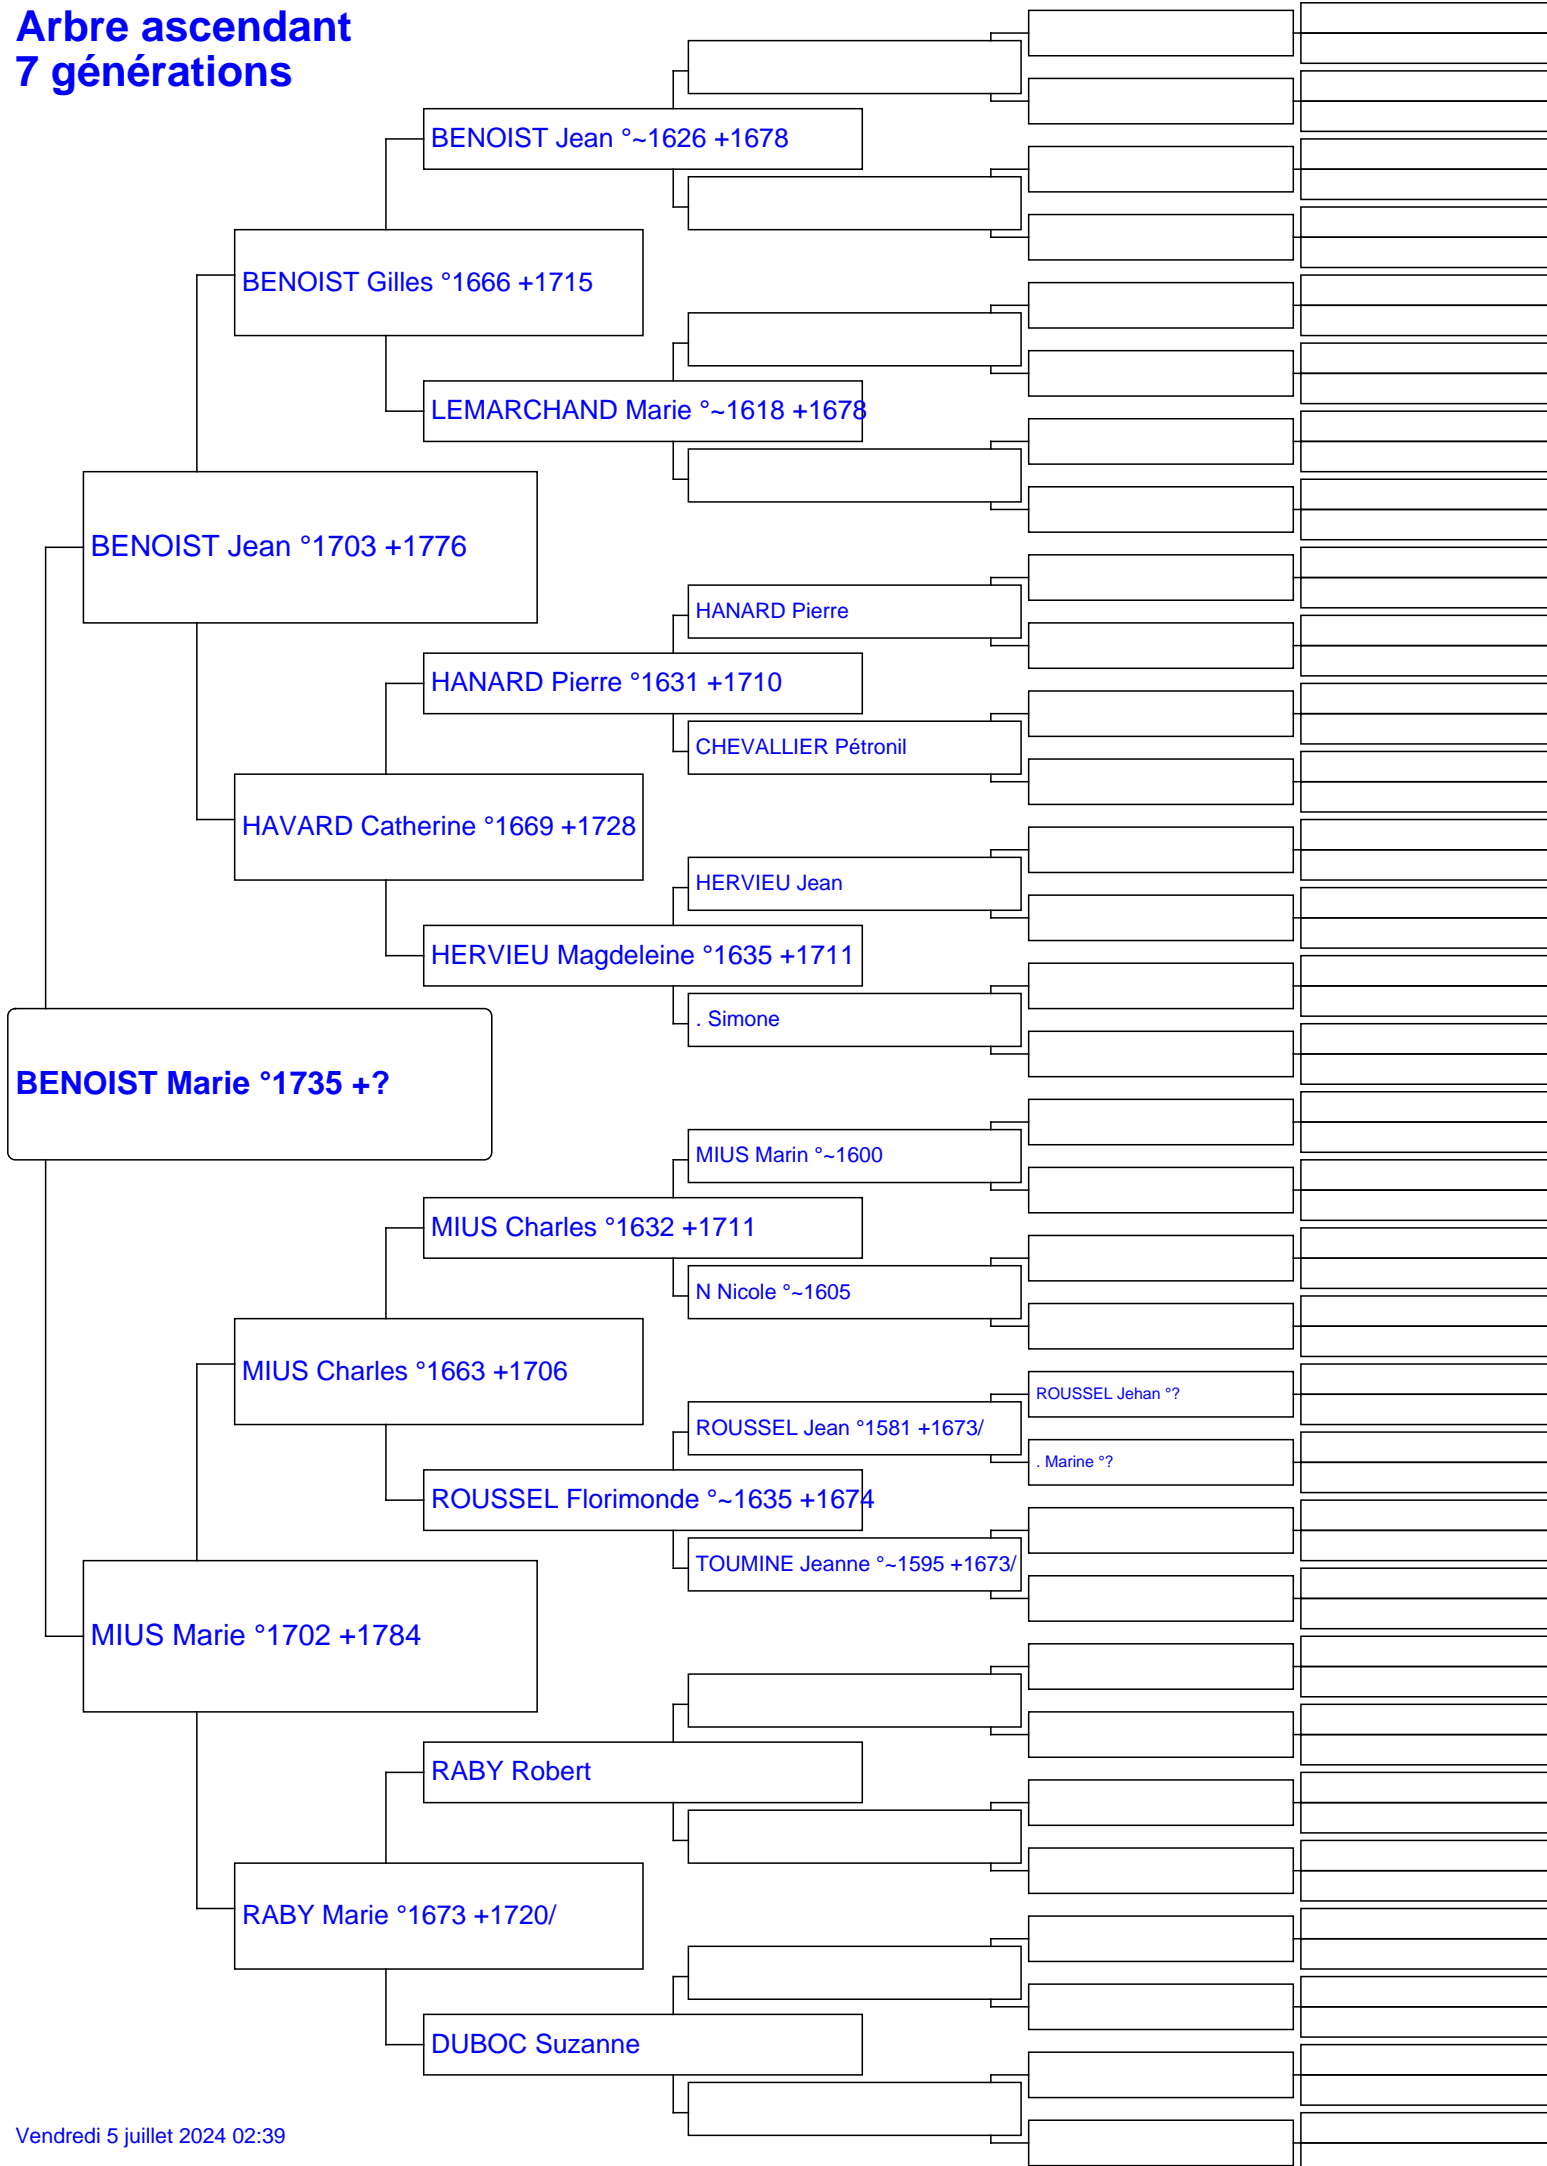 Arbre ascendant
7 générations
BENOIST Jean °~1626 +1678
BENOIST Gilles °1666 +1715
LEMARCHAND Marie °~1618 +1678
BENOIST Jean °1703 +1776
HANARD Pierre
HANARD Pierre °1631 +1710
CHEVALLIER Pétronil
HAVARD Catherine °1669 +1728
HERVIEU Jean
HERVIEU Magdeleine °1635 +1711
. Simone
BENOIST Marie °1735 +?
MIUS Marin °~1600
MIUS Charles °1632 +1711
N Nicole °~1605
MIUS Charles °1663 +1706
ROUSSEL Jehan °?
ROUSSEL Jean °1581 +1673/
. Marine °?
ROUSSEL Florimonde °~1635 +1674
TOUMINE Jeanne °~1595 +1673/
MIUS Marie °1702 +1784
RABY Robert
RABY Marie °1673 +1720/
DUBOC Suzanne
Vendredi 5 juillet 2024 02:39